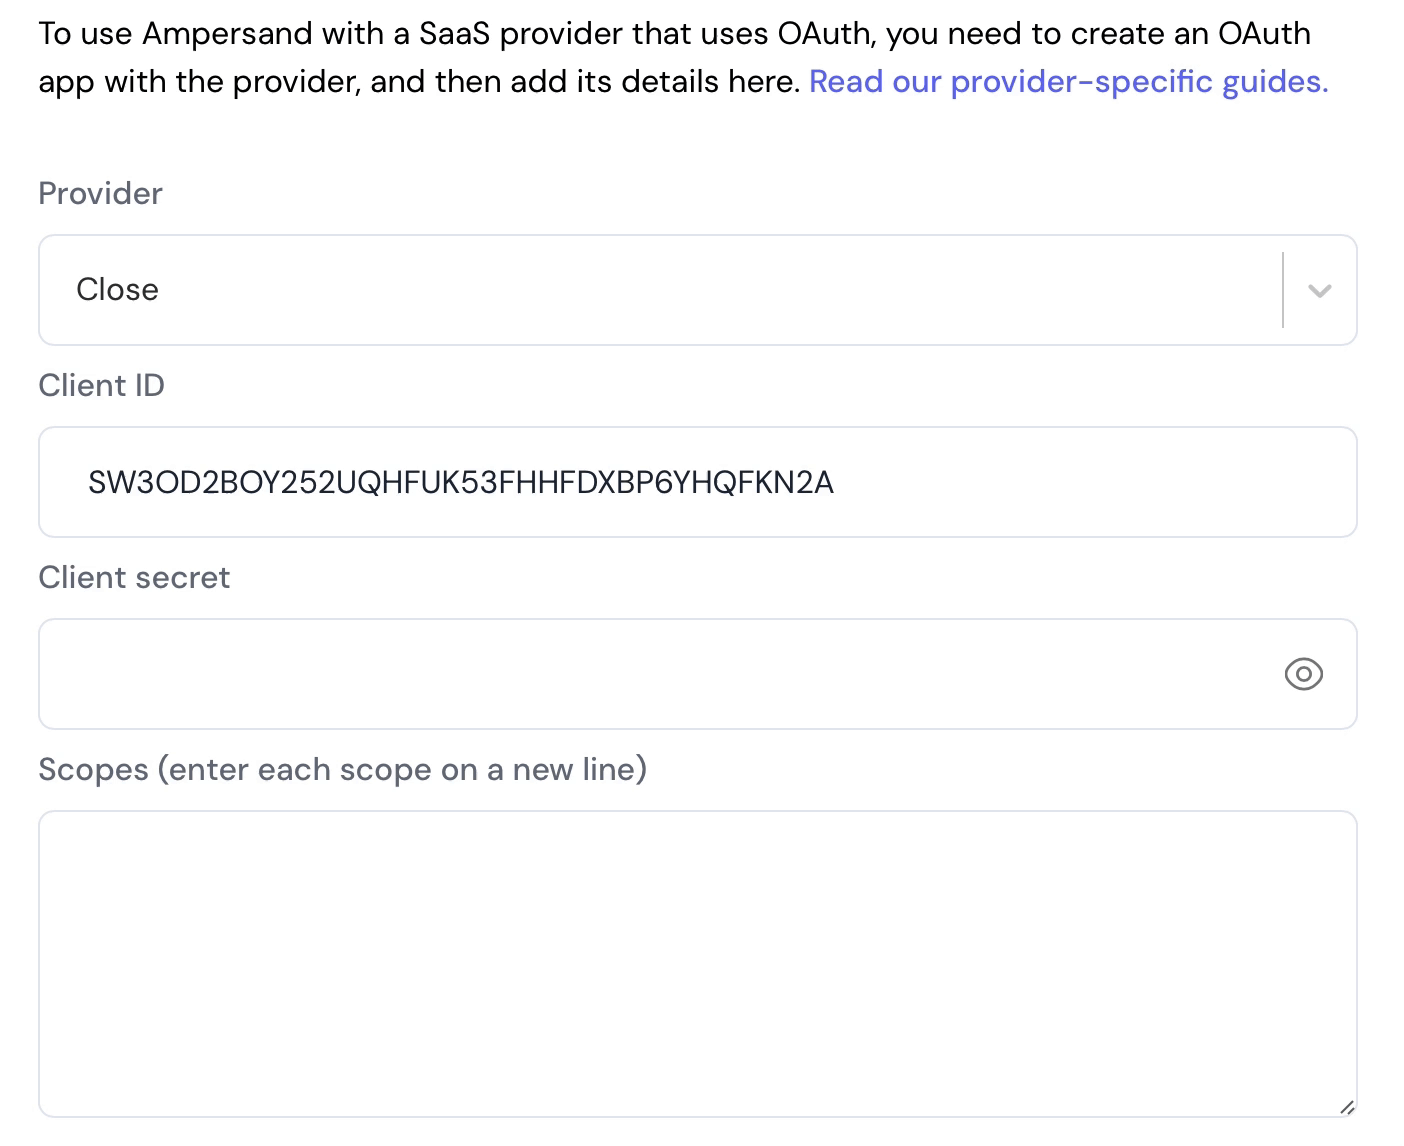 To use Ampersand with a SaaS provider that uses OAuth, you need to create an OAuth
app with the provider, and then add its details here. Read our provider-specific guides.
Provider
Close
Client ID
SW3OD2BOY252UQHFUK53FHHFDXBP6YHQFKN2A
Client secret
Scopes (enter each scope on a new line)